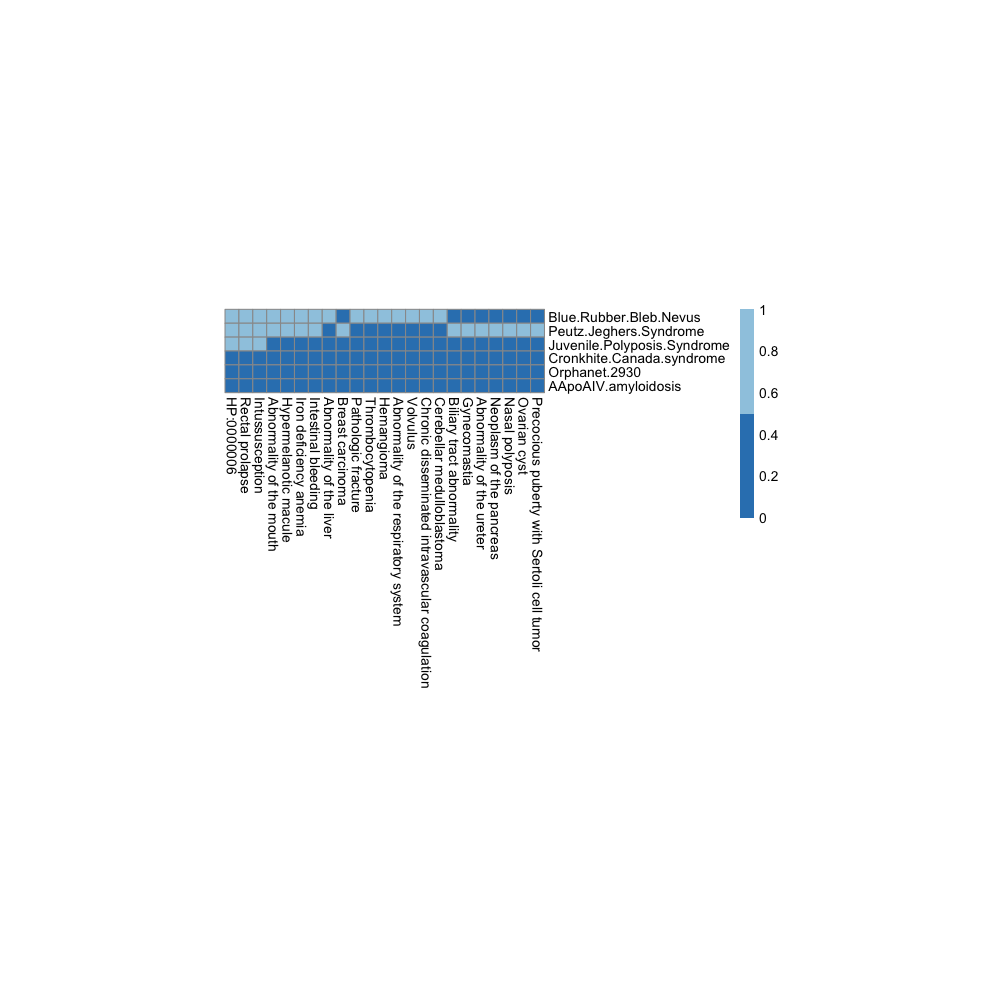 Blue.Rubber.Bleb.Nevus
Peutz.Jeghers.Syndrome
Juvenile.Polyposis.Syndrome
Cronkhite.Canada.syndrome
Orphanet.2930
AApoAIV.amyloidosis
1
0.8
0.6
0.4
0.2
0
HP:0000006
Rectal prolapse
Intussusception
Abnormality of the mouth
Hypermelanotic macule
Iron deficiency anemia
Intestinal bleeding
Abnormality of the liver
Breast carcinoma
Pathologic fracture
Thrombocytopenia
Hemangioma
Abnormality of the respiratory system
Volvulus
Chronic disseminated intravascular coagulation
Cerebellar medulloblastoma
Biliary tract abnormality
Gynecomastia
Abnormality of the ureter
Neoplasm of the pancreas
Nasal polyposis
Ovarian cyst
Precocious puberty with Sertoli cell tumor